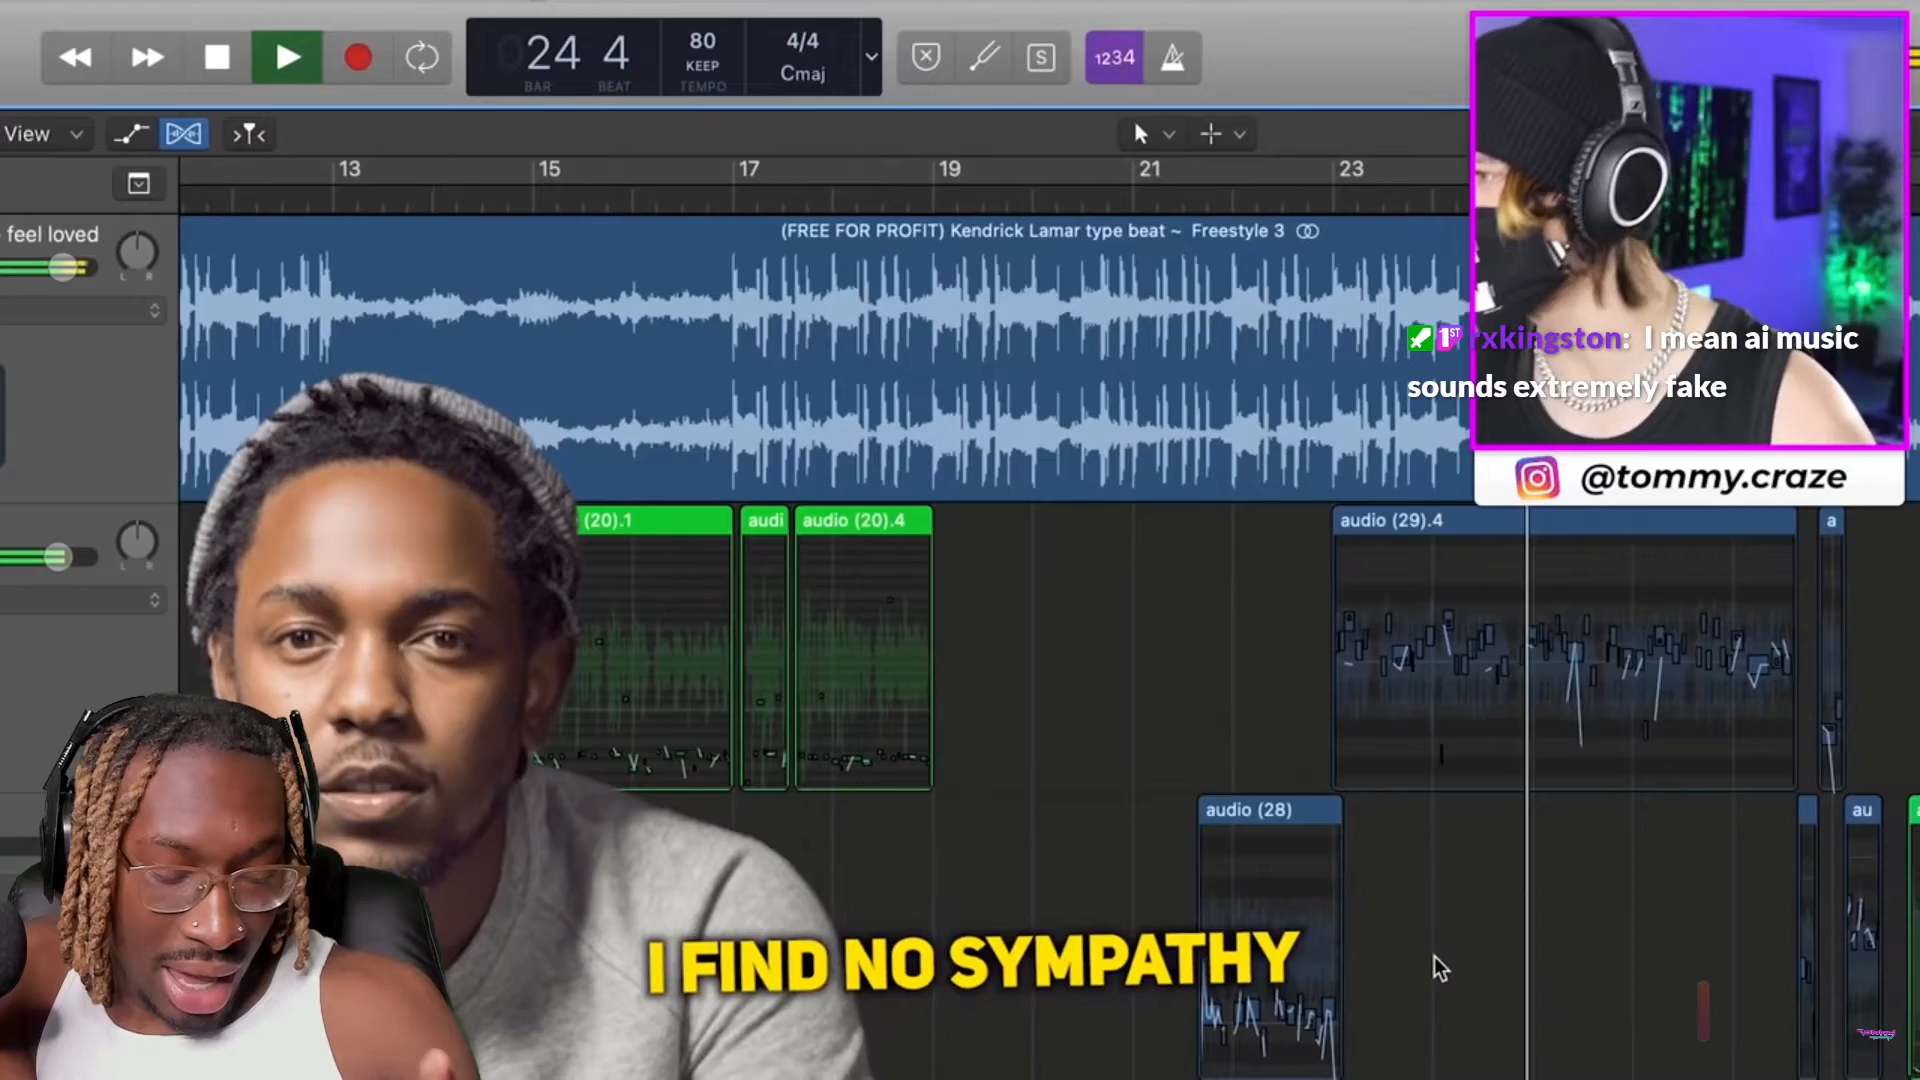 24 4
80
4/4
KEEP
Cmaj
BAR
BEAT
TEMPO
S
1234
View
13
15
17
19
21
23
feel loved
(FREE FOR PROFIT) Kendrick Lamar type beat ~ Freestyle 3
L R
1ST rxkingston: I mean ai music
sounds extremely fake
@tommy.craze
(20).1
audi
audio (20).4
audio (29).4
a
L R
audio (28)
au
I FIND NO SYMPATHY